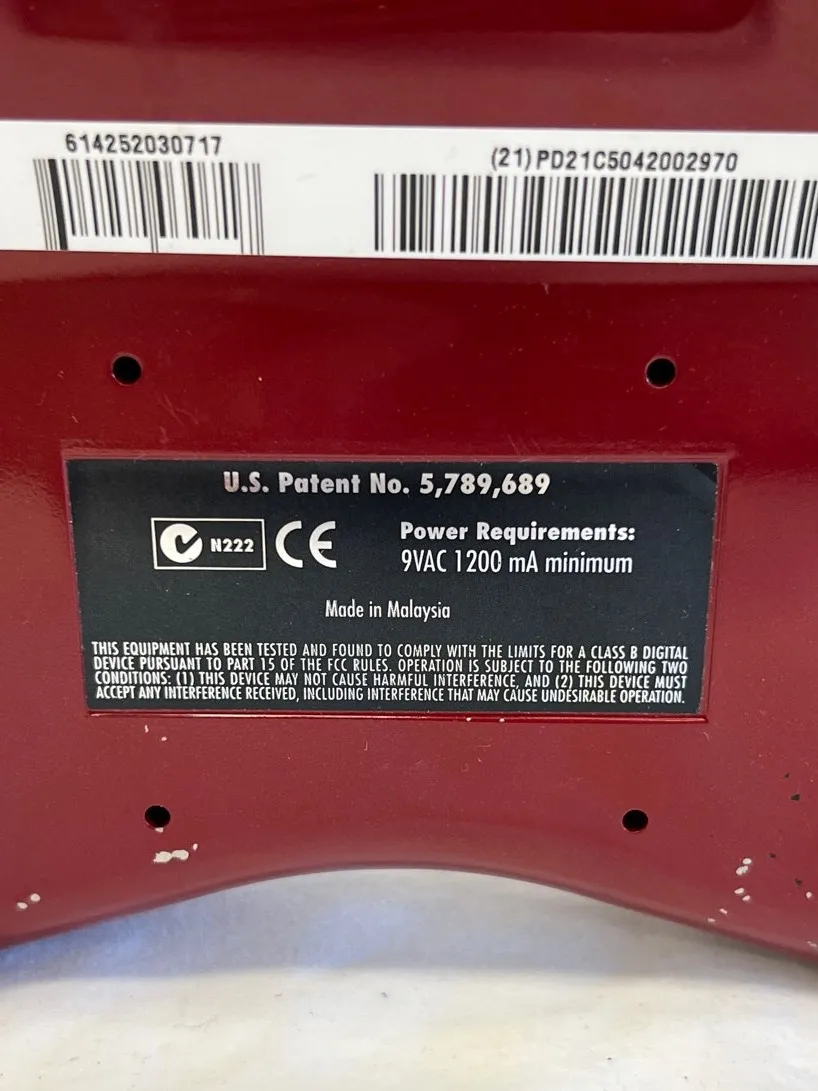 614252030717
(21)PD21C5042002970
U.S. Patent No. 5,789,689
N222 CE
Power Requirements:
9VAC 1200 mA minimum
Made in Malaysia
THIS EQUIPMENT HAS BEEN TESTED AND FOUND TO COMPLY WITH THE LIMITS FOR A CLASS B DIGITAL
DEVICE PURSUANT TO PART 15 OF THE FCC RULES. OPERATION IS SUBJECT TO THE FOLLOWING TWO
CONDITIONS: (1) THIS DEVICE MAY NOT CAUSE HARMFUL INTERFERENCE, AND (2) THIS DEVICE MUST
ACCEPT ANY INTERFERENCE RECEIVED, INCLUDING INTERFERENCE THAT MAY CAUSE UNDESIRABLE OPERATION.